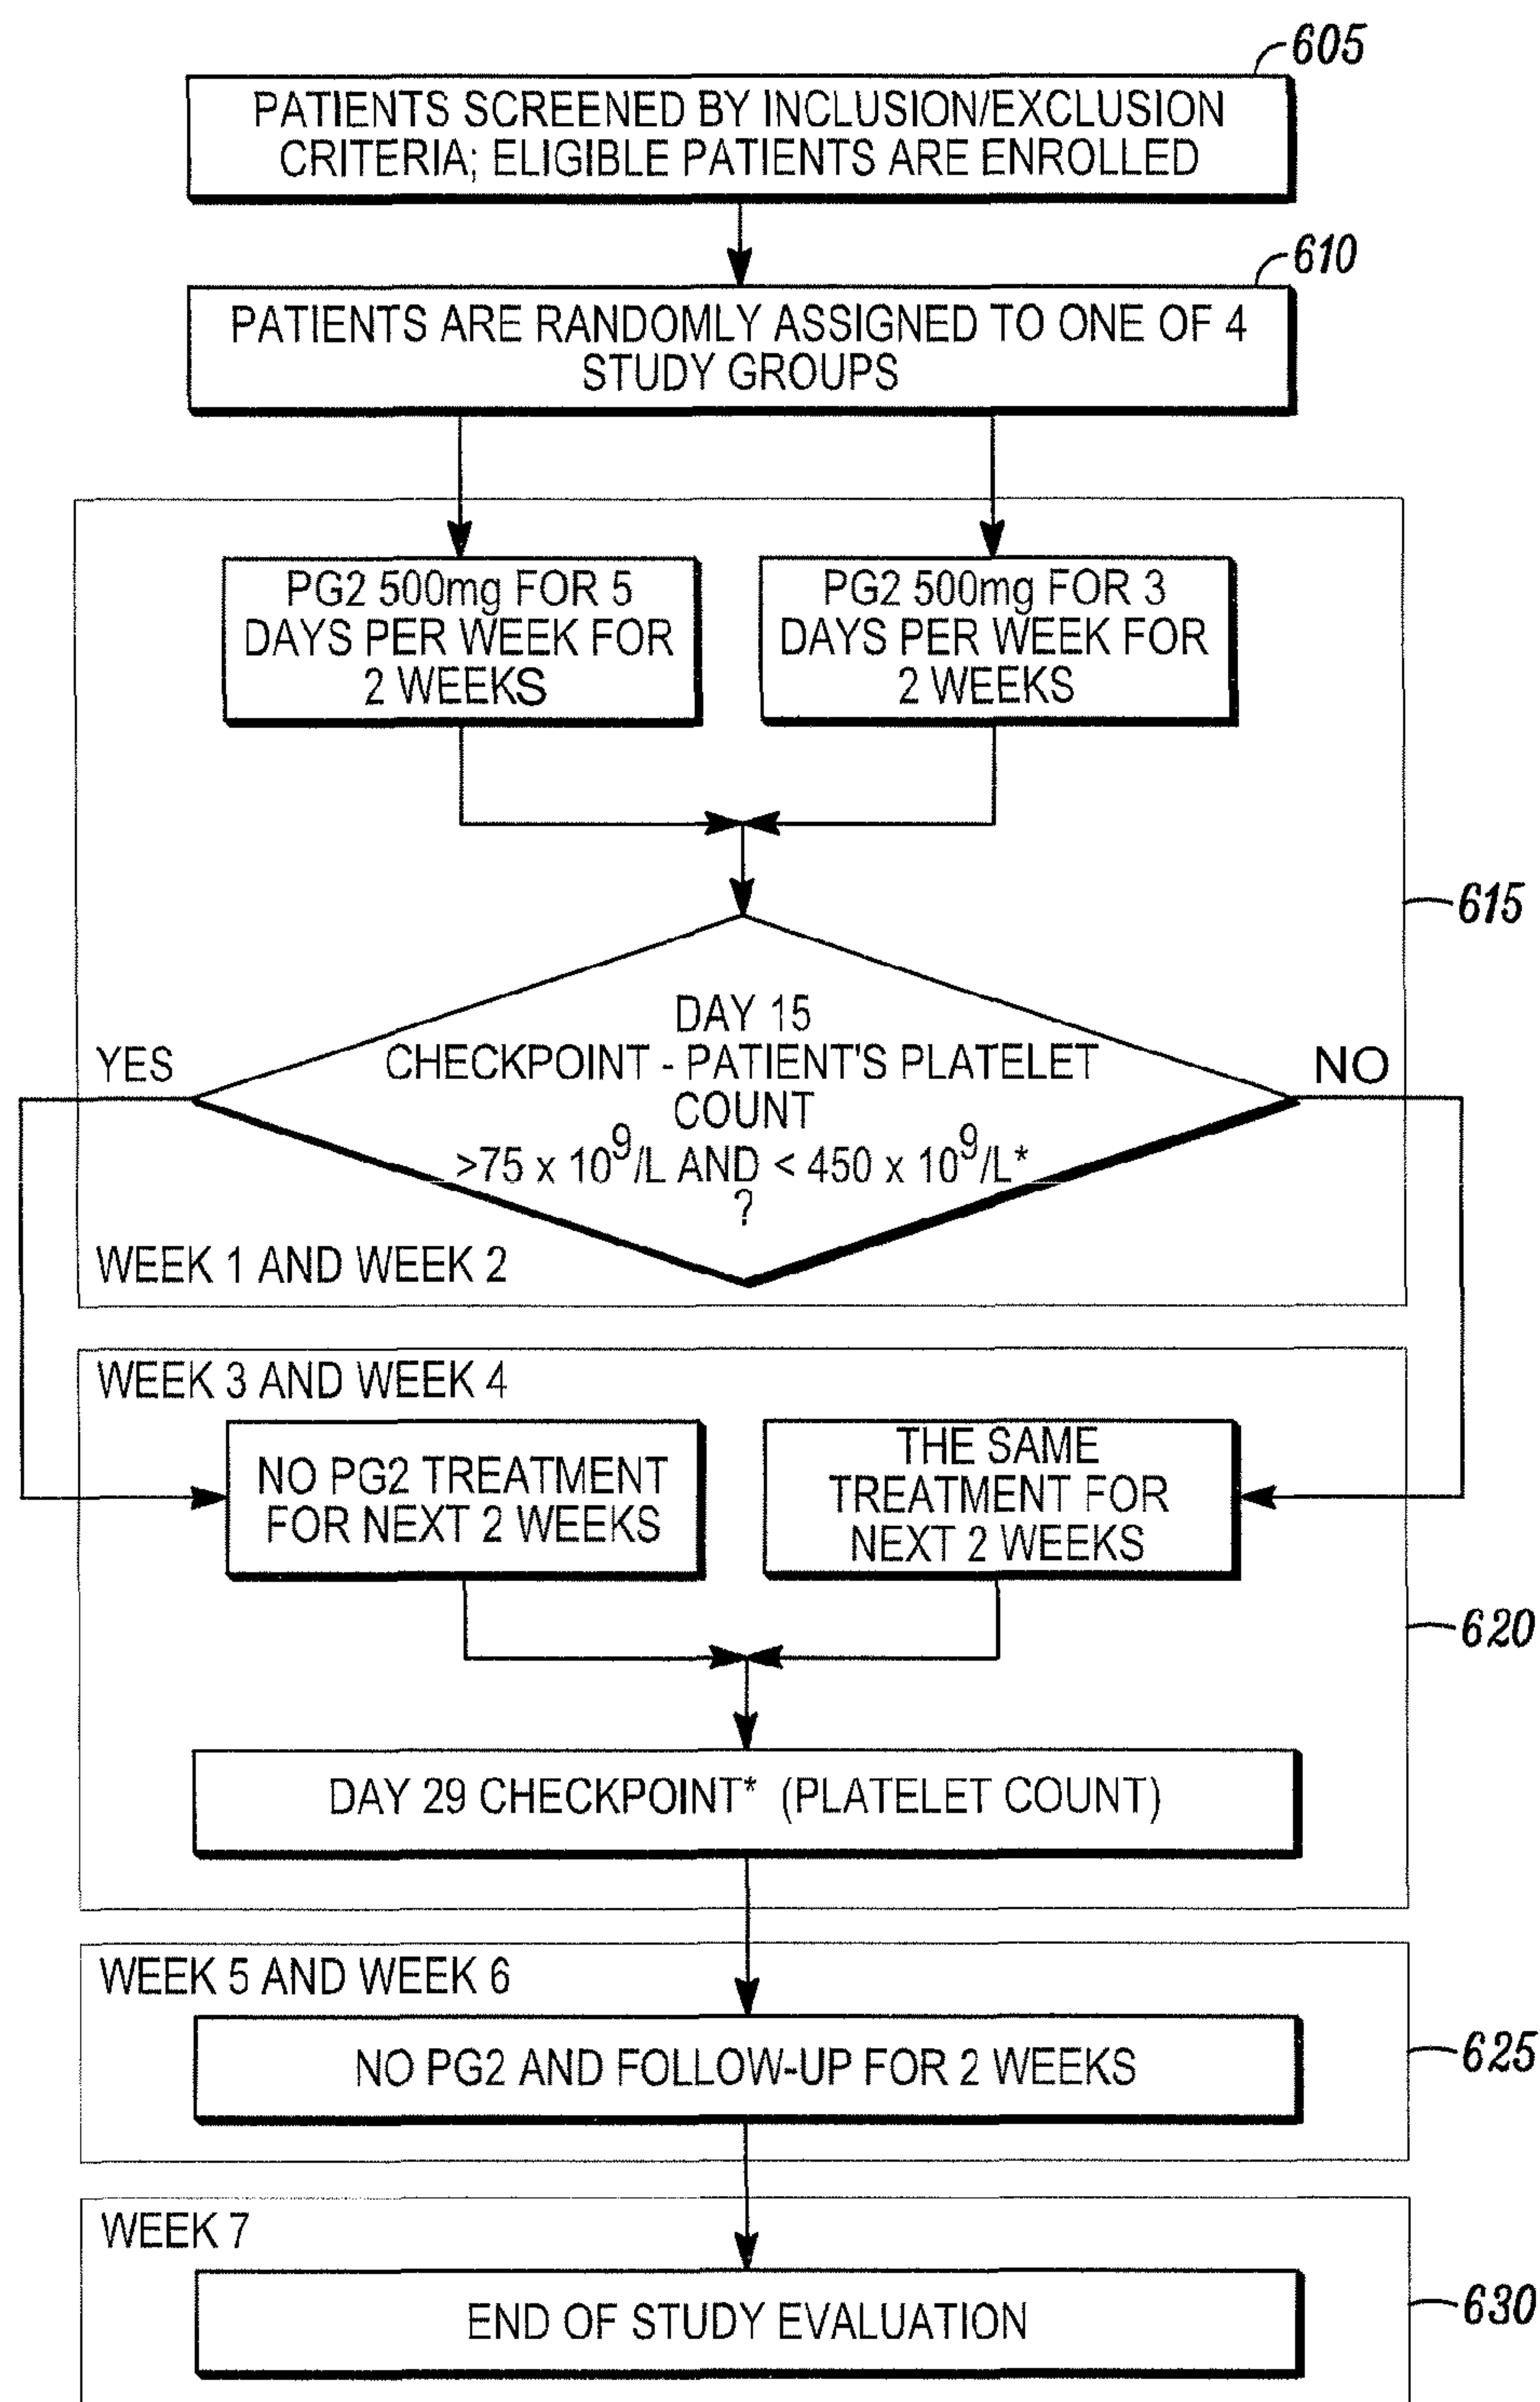 605
PATIENTS SCREENED BY INCLUSION/EXCLUSION
CRITERIA; ELIGIBLE PATIENTS ARE ENROLLED
610
PATIENTS ARE RANDOMLY ASSIGNED TO ONE OF 4
STUDY GROUPS
PG2 500mg FOR 5
DAYS PER WEEK FOR
2 WEEKS
PG2 500mg FOR 3
DAYS PER WEEK FOR
2 WEEKS
615
DAY 15
CHECKPOINT - PATIENT'S PLATELET
COUNT
>75 x 10⁹/L AND < 450 x 10⁹/L*
?
YES
NO
WEEK 1 AND WEEK 2
WEEK 3 AND WEEK 4
NO PG2 TREATMENT
FOR NEXT 2 WEEKS
THE SAME
TREATMENT FOR
NEXT 2 WEEKS
620
DAY 29 CHECKPOINT* (PLATELET COUNT)
WEEK 5 AND WEEK 6
NO PG2 AND FOLLOW-UP FOR 2 WEEKS
625
WEEK 7
END OF STUDY EVALUATION
630